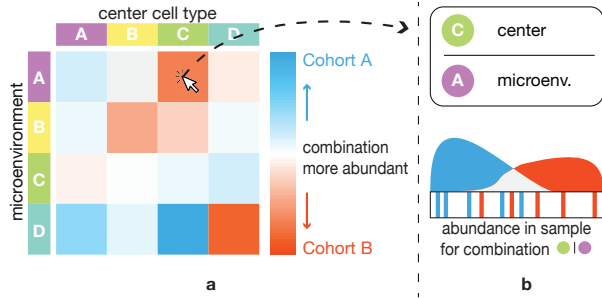 center cell type
A B C D
microenvironment
A
B
C
D
Cohort A
combination
more abundant
Cohort B
a
C center
A microenv.
abundance in sample
for combination |
b